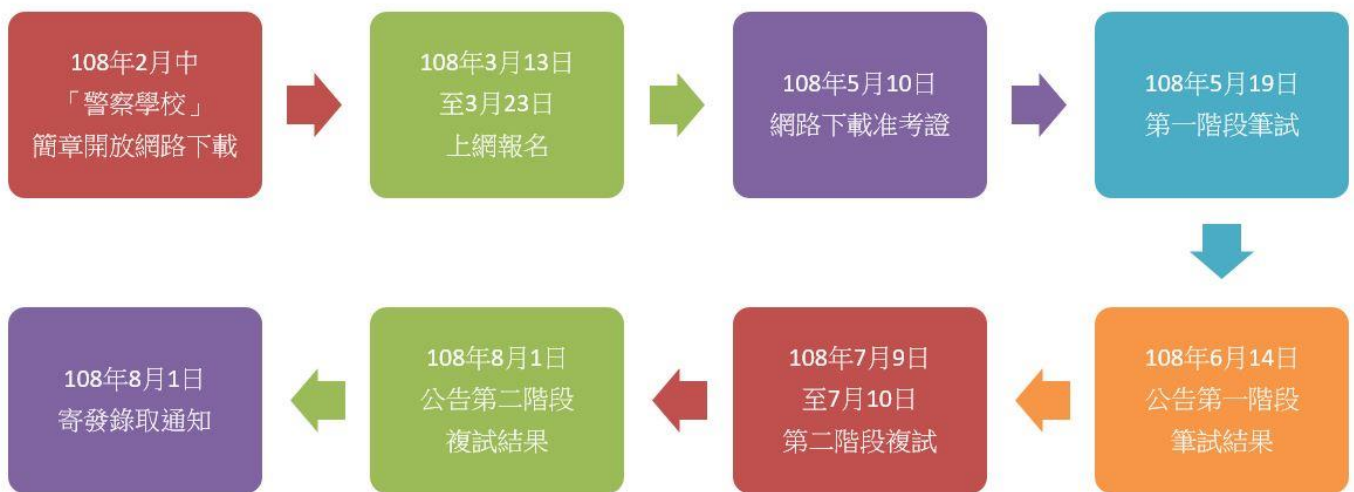 108年2月中
「警察學校」
簡章開放網路下載
108年3月13日
至3月23日
上網報名
108年5月10日
網路下載准考證
108年5月19日
第一階段筆試
108年6月14日
公告第一階段
筆試結果
108年7月9日
至7月10日
第二階段複試
108年8月1日
公告第二階段
複試結果
108年8月1日
寄發錄取通知